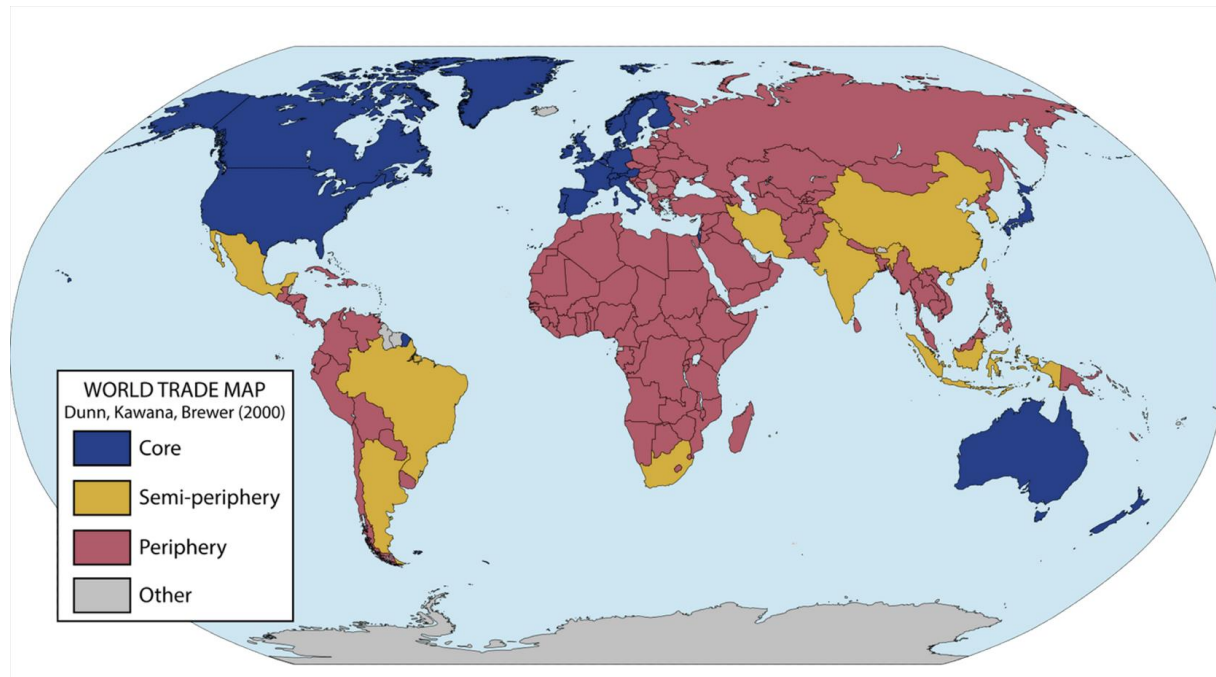 WORLD TRADE MAP
Dunn, Kawana, Brewer (2000)
Core
Semi-periphery
Periphery
Other